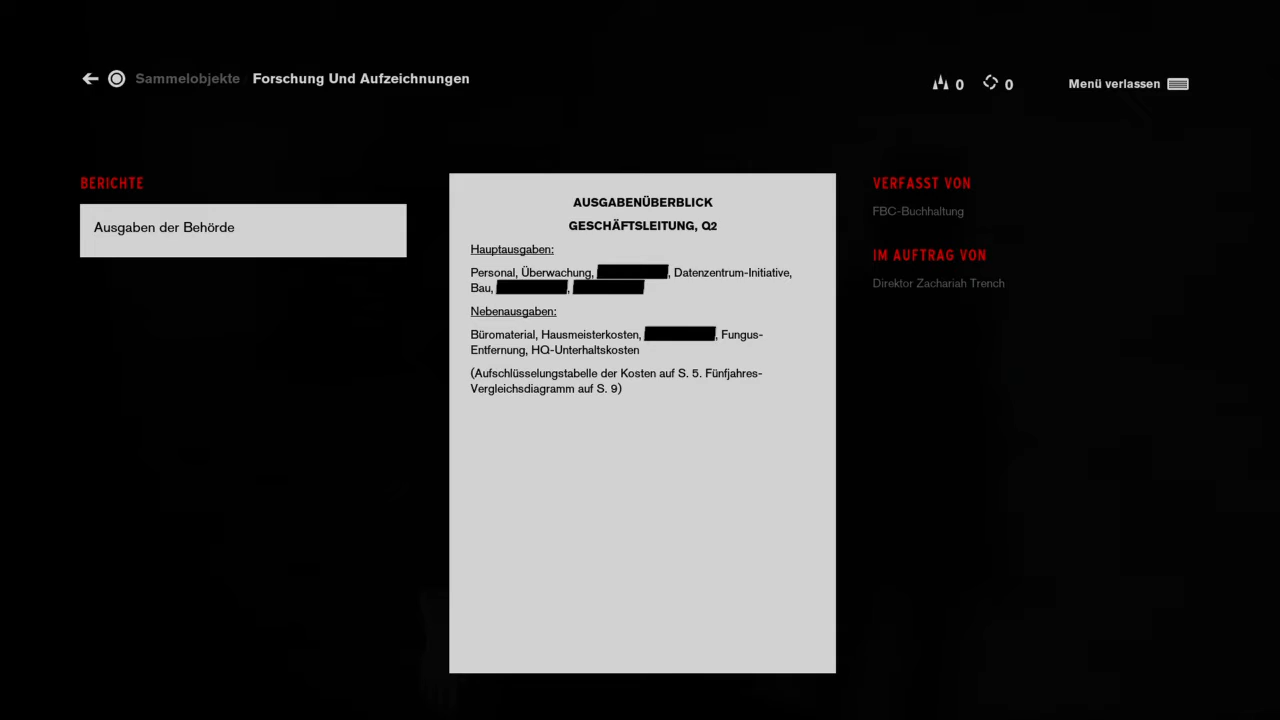 Sammelobjekte Forschung Und Aufzeichnungen
0 0 Menü verlassen
BERICHTE
Ausgaben der Behörde
AUSGABENÜBERBLICK
GESCHÄFTSLEITUNG, Q2
Hauptausgaben:
Personal, Überwachung, , Datenzentrum-Initiative,
Bau, ,
Nebenausgaben:
Büromaterial, Hausmeisterkosten, , Fungus-
Entfernung, HQ-Unterhaltskosten
(Aufschlüsselungstabelle der Kosten auf S. 5. Fünfjahres-
Vergleichsdiagramm auf S. 9)
VERFASST VON
FBC-Buchhaltung
IM AUFTRAG VON
Direktor Zachariah Trench